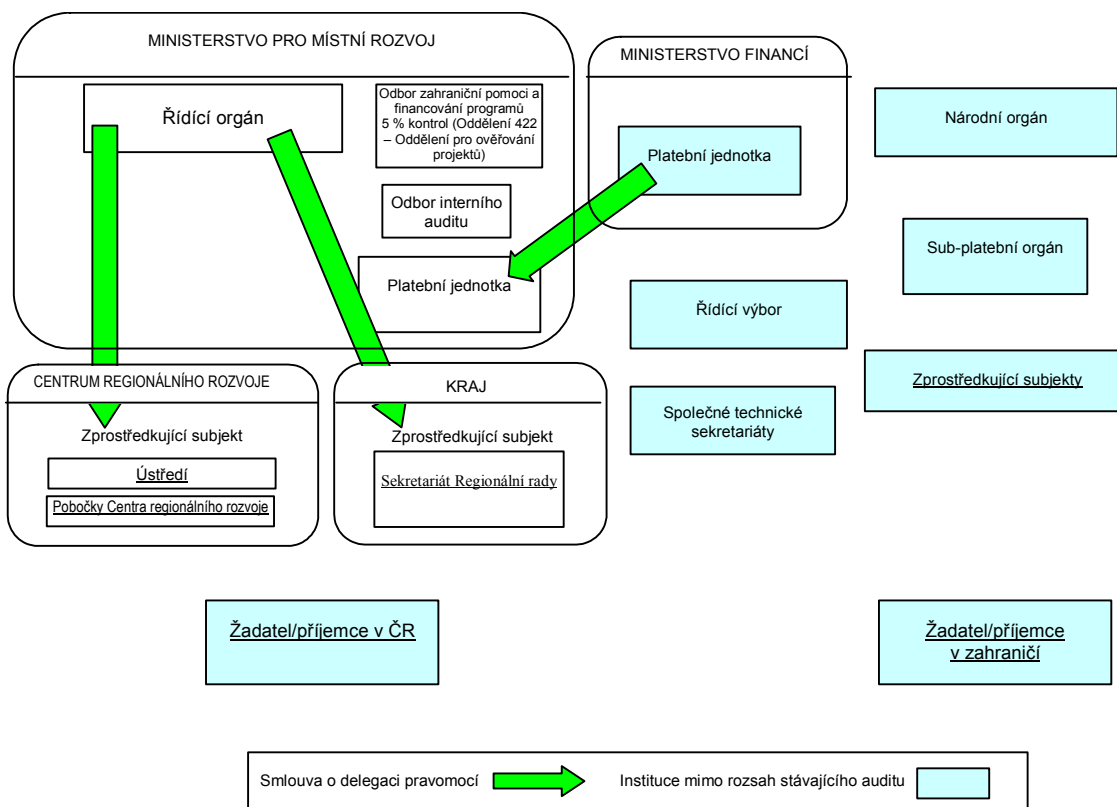 MINISTERSTVO PRO MÍSTNÍ ROZVOJ
Řídící orgán
Odbor zahraniční pomoci a
financování programů
5 % kontrol (Oddělení 422
– Oddělení pro ověřování
projektů)
Odbor interního
auditu
Platební jednotka
MINISTERSTVO FINANCÍ
Platební jednotka
Národní orgán
Sub-platební orgán
Řídící výbor
Zprostředkující subjekty
Společné technické
sekretariáty
CENTRUM REGIONÁLNÍHO ROZVOJE
Zprostředkující subjekt
Ústředí
Pobočky Centra regionálního rozvoje
KRAJ
Zprostředkující subjekt
Sekretariát Regionální rady
Žadatel/příjemce v ČR
Žadatel/příjemce
v zahraničí
Smlouva o delegaci pravomocí
Instituce mimo rozsah stávajícího auditu